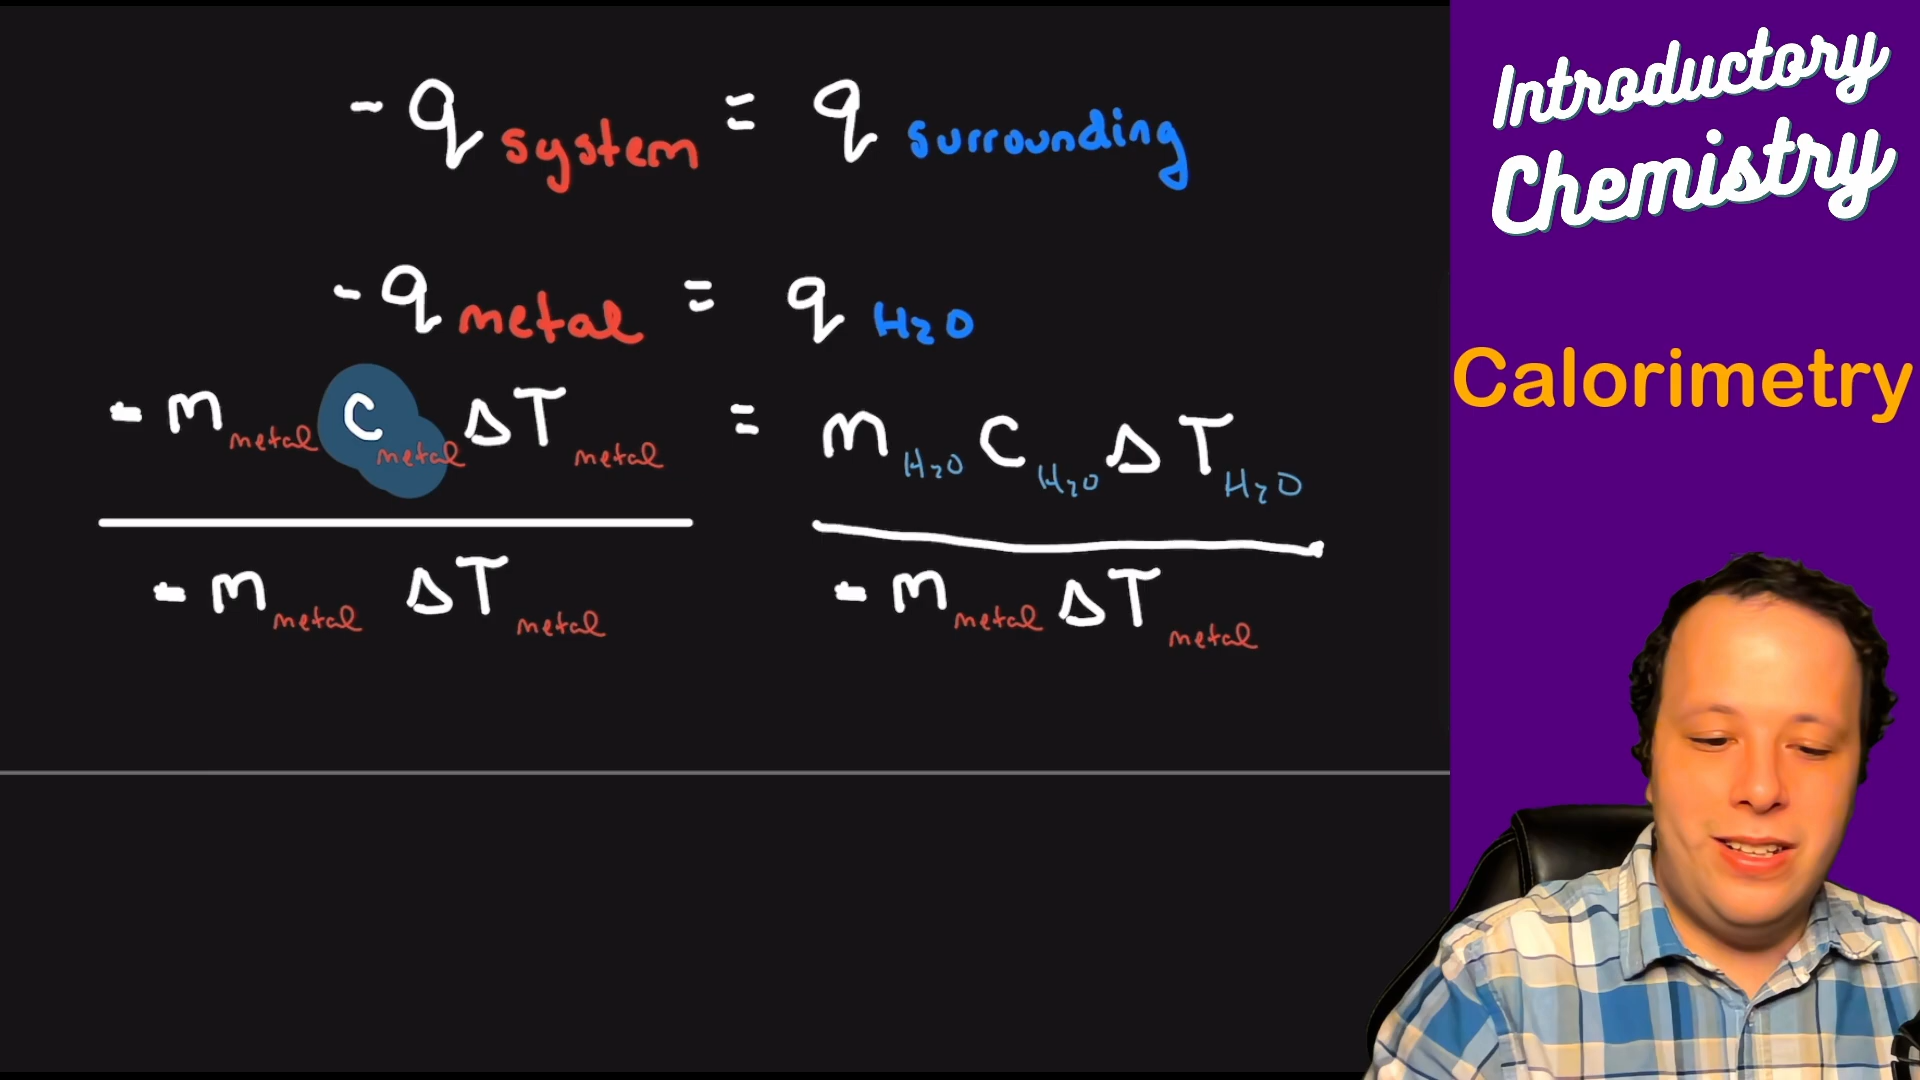 - q system = q surrounding
- q metal = q H₂O
- m metal C metal ΔT metal = m H₂O C H₂O ΔT H₂O
- m metal ΔT metal - m metal ΔT metal
Introductory
Chemistry
Calorimetry